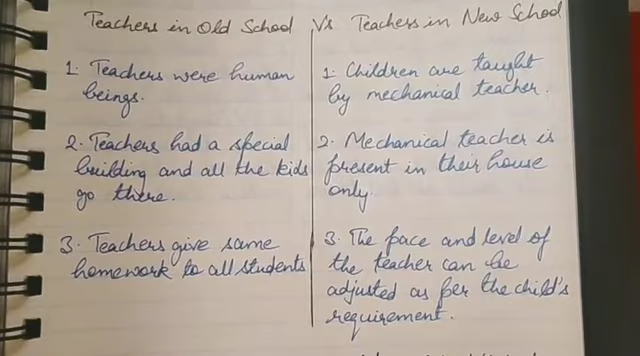 Teachers in Old School Vs Teachers in New School
1. Teachers were human
beings.
2. Teachers had a special
building and all the kids
go there.
3. Teachers give same
homework to all students
1. Children are taught
by mechanical teacher.
2. Mechanical teacher is
present in their house
only.
3. The pace and level of
the teacher can be
adjusted as per the child's
requirement.